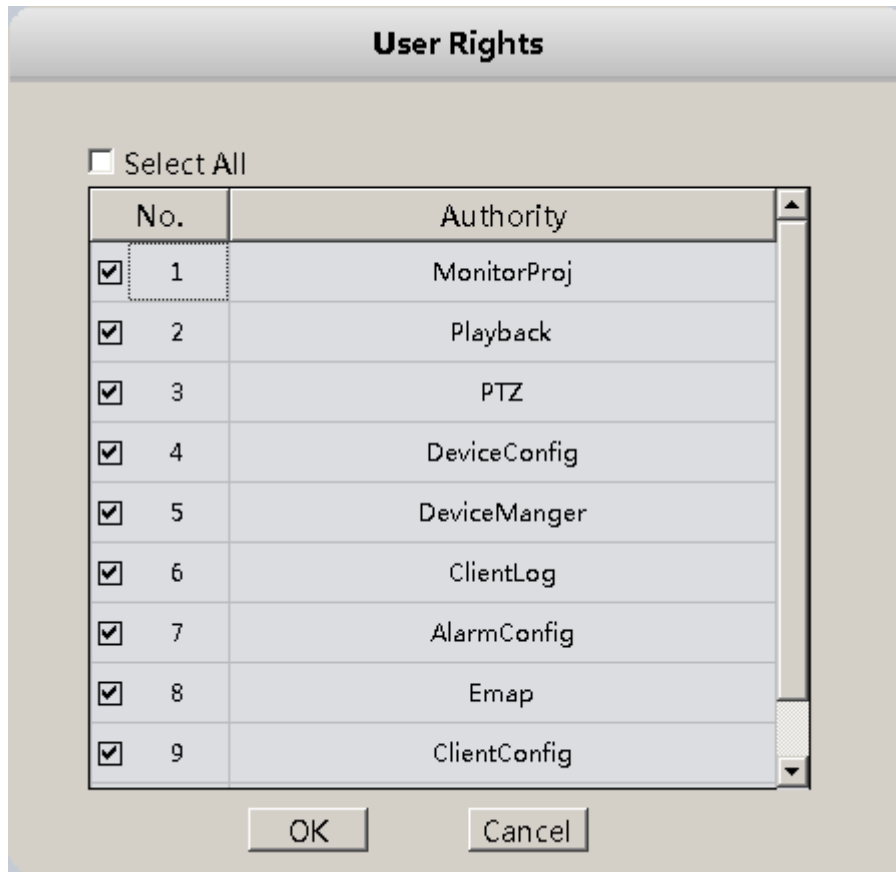 User Rights
Select All
No. Authority
1 MonitorProj
2 Playback
3 PTZ
4 DeviceConfig
5 DeviceManger
6 ClientLog
7 AlarmConfig
8 Emap
9 ClientConfig
OK Cancel